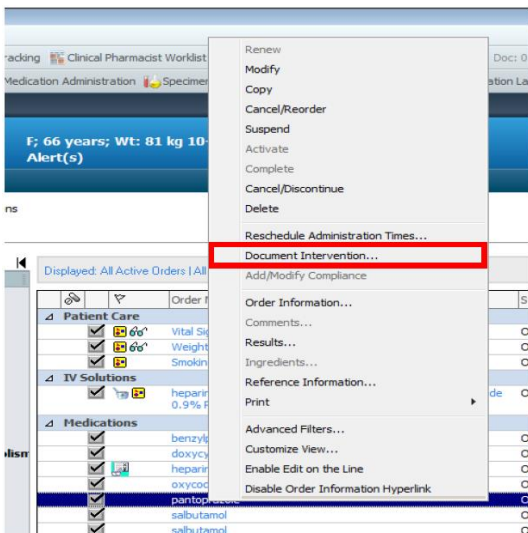 racking Clinical Pharmacist Worklist Doc: 0
Medication Administration Specimen ation La
F; 66 years; Wt: 81 kg 10-
Alert(s)
ns
Renew
Modify
Copy
Cancel/Reorder
Suspend
Activate
Complete
Cancel/Discontinue
Delete
Reschedule Administration Times...
Document Intervention...
Add/Modify Compliance
Order Information...
Comments...
Results...
Ingredients...
Reference Information...
Print
Advanced Filters...
Customize View...
Enable Edit on the Line
Disable Order Information Hyperlink
Displayed: All Active Orders | All
Order N S
Patient Care
Vital Sig O
Weight O
Smokin O
IV Solutions
heparin de O
0.9% P
Medications
benzylp O
doxycy O
olism heparin O
oxycod O
pantoprazole O
salbutamol O
salbutamol O